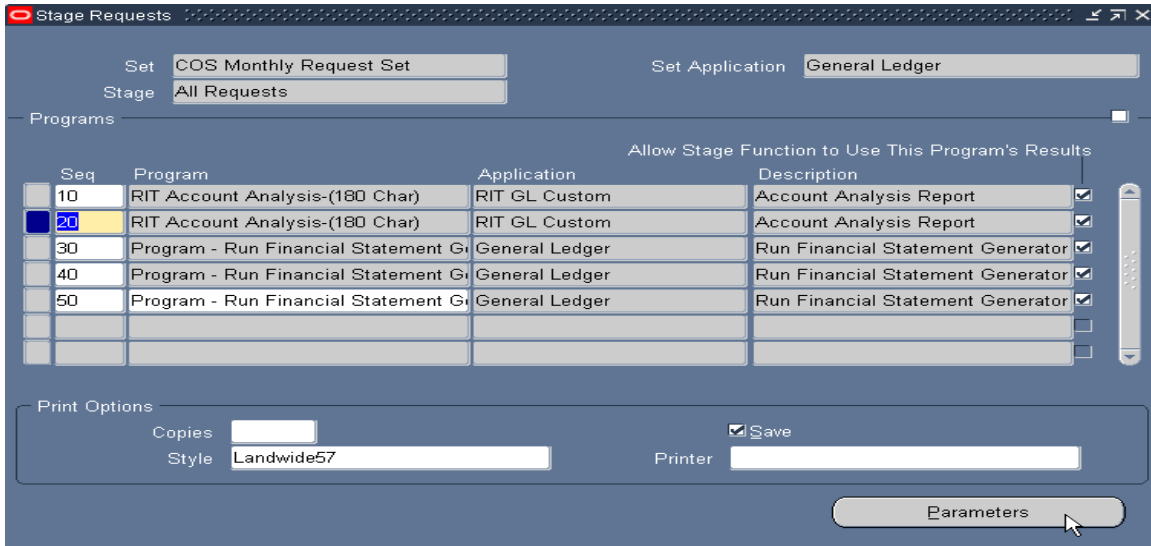 Stage Requests
Set COS Monthly Request Set Set Application General Ledger
Stage All Requests
Programs
Allow Stage Function to Use This Program's Results
Seq Program Application Description
10 RIT Account Analysis-(180 Char) RIT GL Custom Account Analysis Report
20 RIT Account Analysis-(180 Char) RIT GL Custom Account Analysis Report
30 Program - Run Financial Statement G General Ledger Run Financial Statement Generator
40 Program - Run Financial Statement G General Ledger Run Financial Statement Generator
50 Program - Run Financial Statement G General Ledger Run Financial Statement Generator
Print Options
Copies Save
Style Landwide57 Printer
Parameters